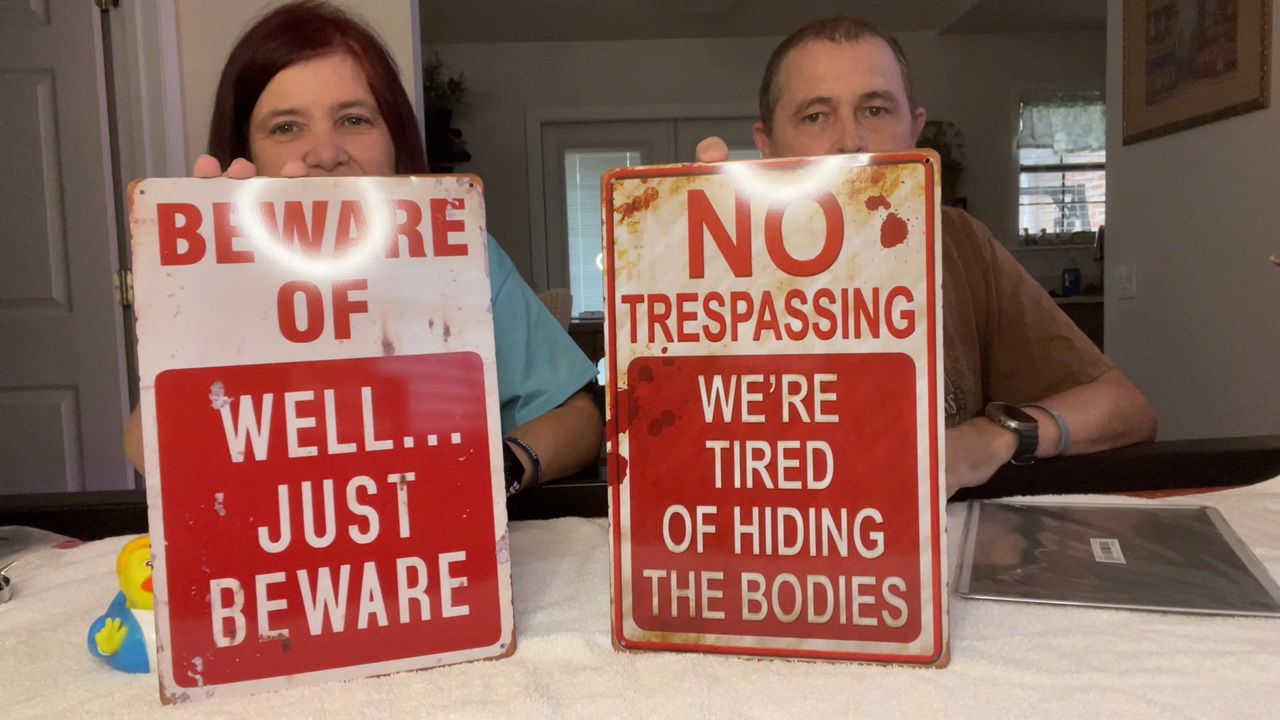 BEWARE
OF
WELL...
JUST
BEWARE
NO
TRESPASSING
WE'RE
TIRED
OF HIDING
THE BODIES